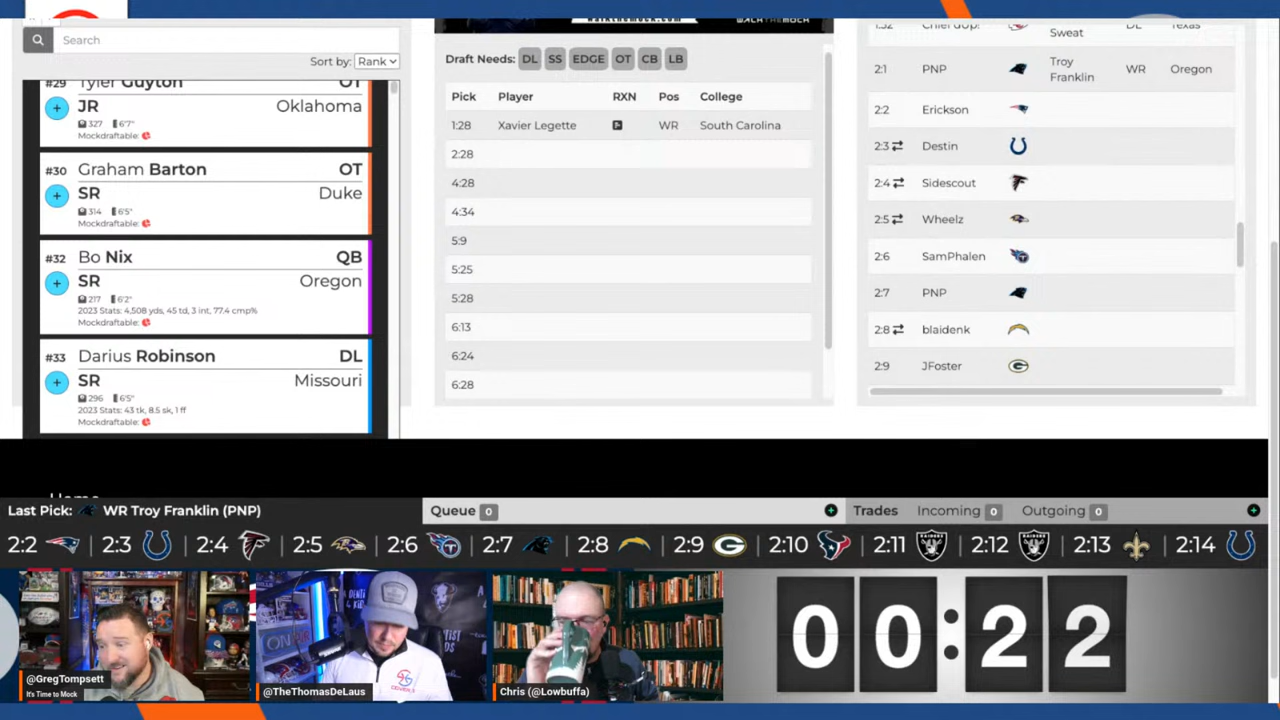 Search
Sort by: Rank
#29 Tyler Guyton OT
JR Oklahoma
327 6'7"
Mockdraftable:
#30 Graham Barton OT
SR Duke
314 6'5"
Mockdraftable:
#32 Bo Nix QB
SR Oregon
217 6'2"
2023 Stats: 4,508 yds, 45 td, 3 int, 77.4 cmp%
Mockdraftable:
#33 Darius Robinson DL
SR Missouri
296 6'5"
2023 Stats: 43 tk, 8.5 sk, 1 ff
Mockdraftable:
Draft Needs: DL SS EDGE OT CB LB
Pick Player RXN Pos College
1:28 Xavier Legette WR South Carolina
2:28
4:28
4:34
5:9
5:25
5:28
6:13
6:24
6:28
Sweat
2:1 PNP Troy Franklin WR Oregon
2:2 Erickson
2:3 Destin
2:4 Sidescout
2:5 Wheelz
2:6 SamPhalen
2:7 PNP
2:8 blaidenk
2:9 JFoster
Last Pick: WR Troy Franklin (PNP)
Queue 0
Trades Incoming 0 Outgoing 0
2:2 | 2:3 | 2:4 | 2:5 | 2:6 | 2:7 | 2:8 | 2:9 | 2:10 | 2:11 | 2:12 | 2:13 | 2:14
@GregTompsett
It's Time to Mock
@TheThomasDeLaus
Chris (@Lowbuffa)
00:22